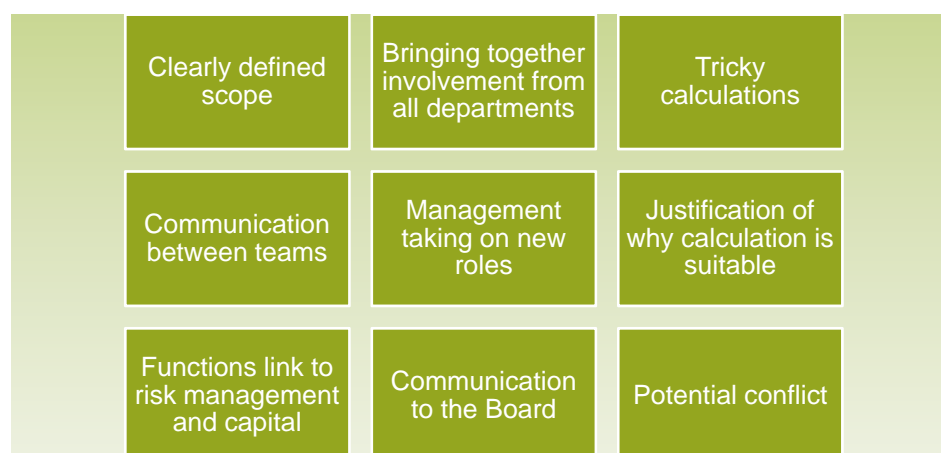 Clearly defined
scope
Bringing together
involvement from
all departments
Tricky
calculations
Communication
between teams
Management
taking on new
roles
Justification of
why calculation is
suitable
Functions link to
risk management
and capital
Communication
to the Board
Potential conflict